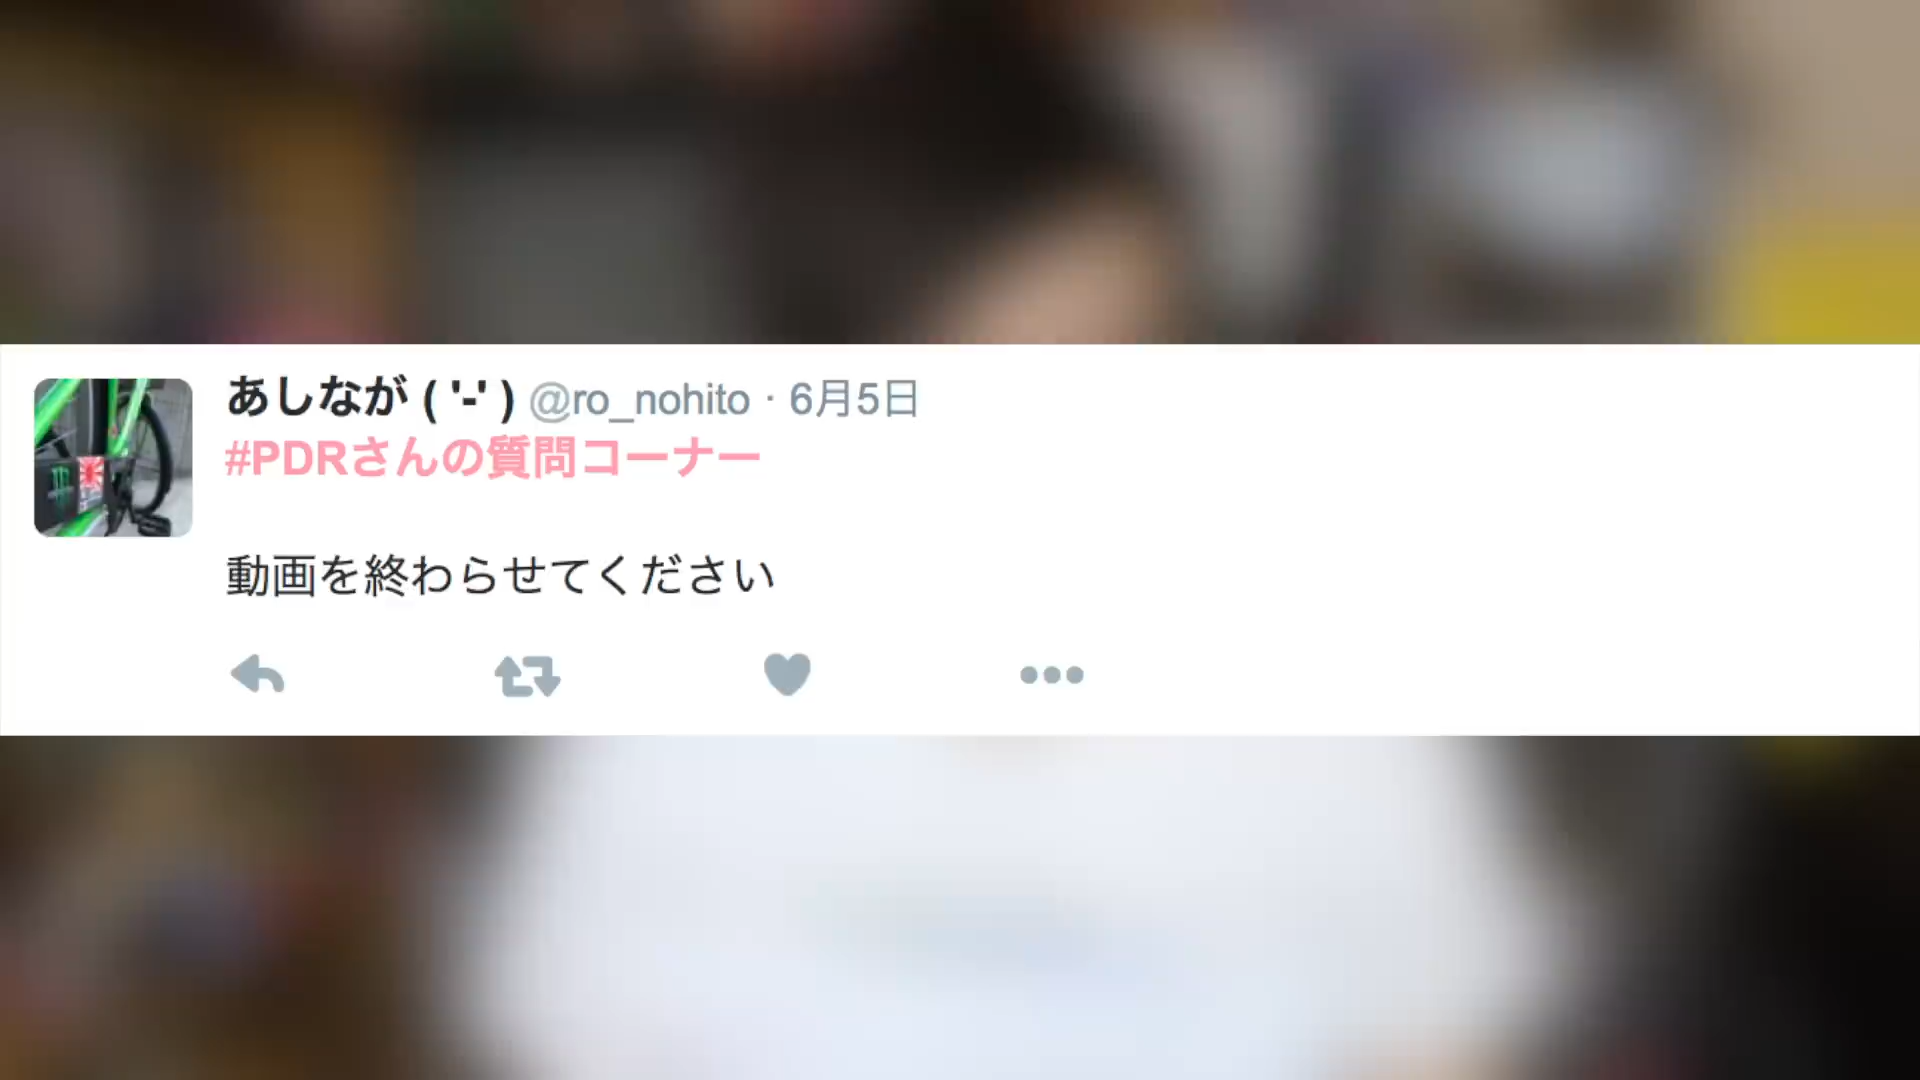 あしなが ( '-' ) @ro_nohito · 6月5日
#PDRさんの質問コーナー
動画を終わらせてください